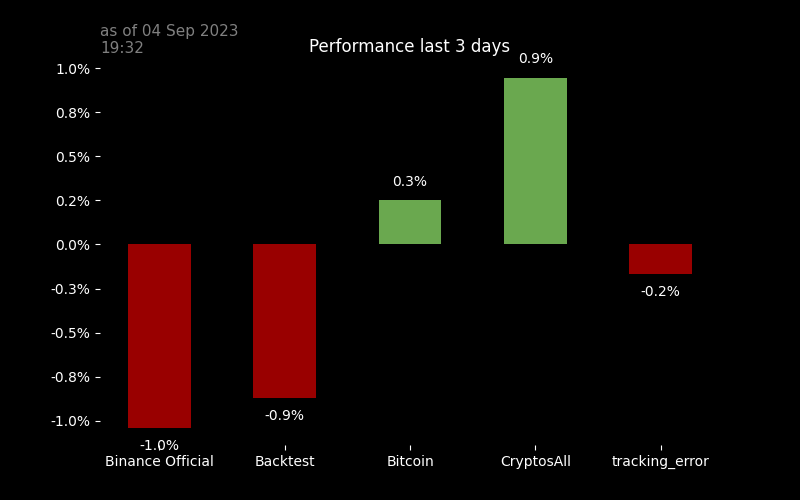 as of 04 Sep 2023
19:32
Performance last 3 days
1.0%
0.8%
0.5%
0.2%
0.0%
-0.3%
-0.5%
-0.8%
-1.0%
-1.0%
-0.9%
0.3%
0.9%
-0.2%
Binance Official
Backtest
Bitcoin
CryptosAll
tracking_error